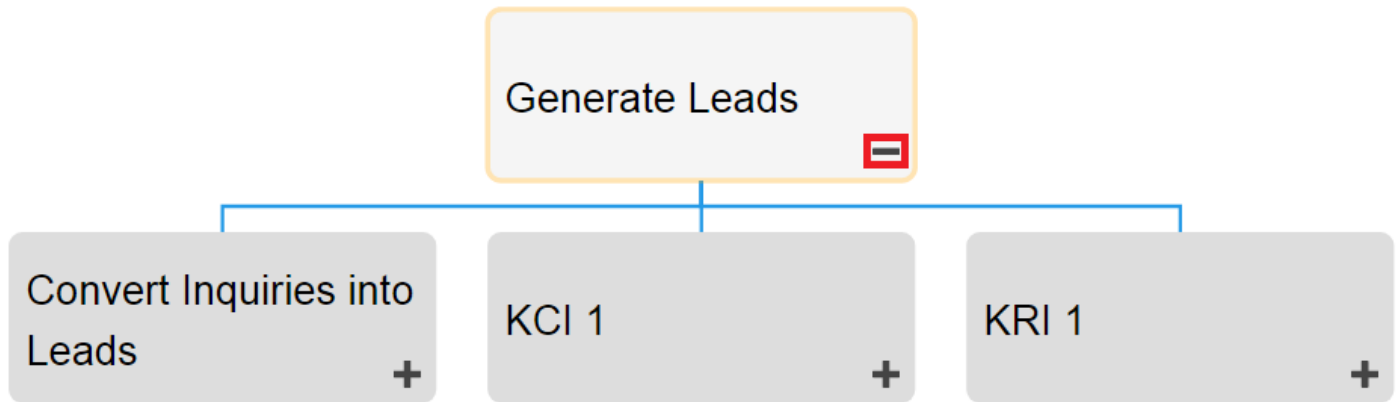 Generate Leads
Convert Inquiries into
Leads
KCI 1
KRI 1